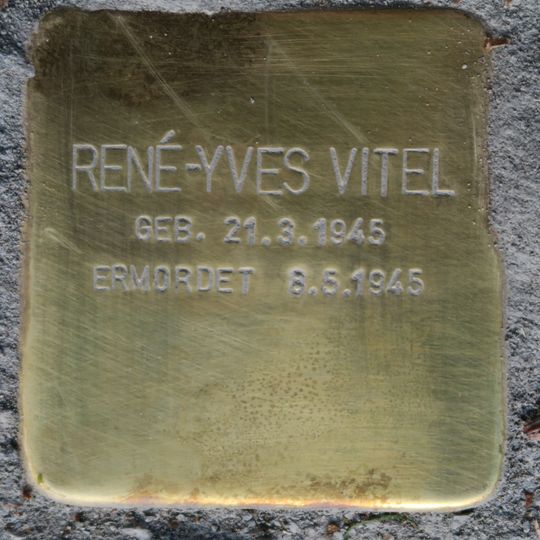 RENÉ-YVES VITEL
GEB. 21.3.1945
ERMORDET 8.5.1945